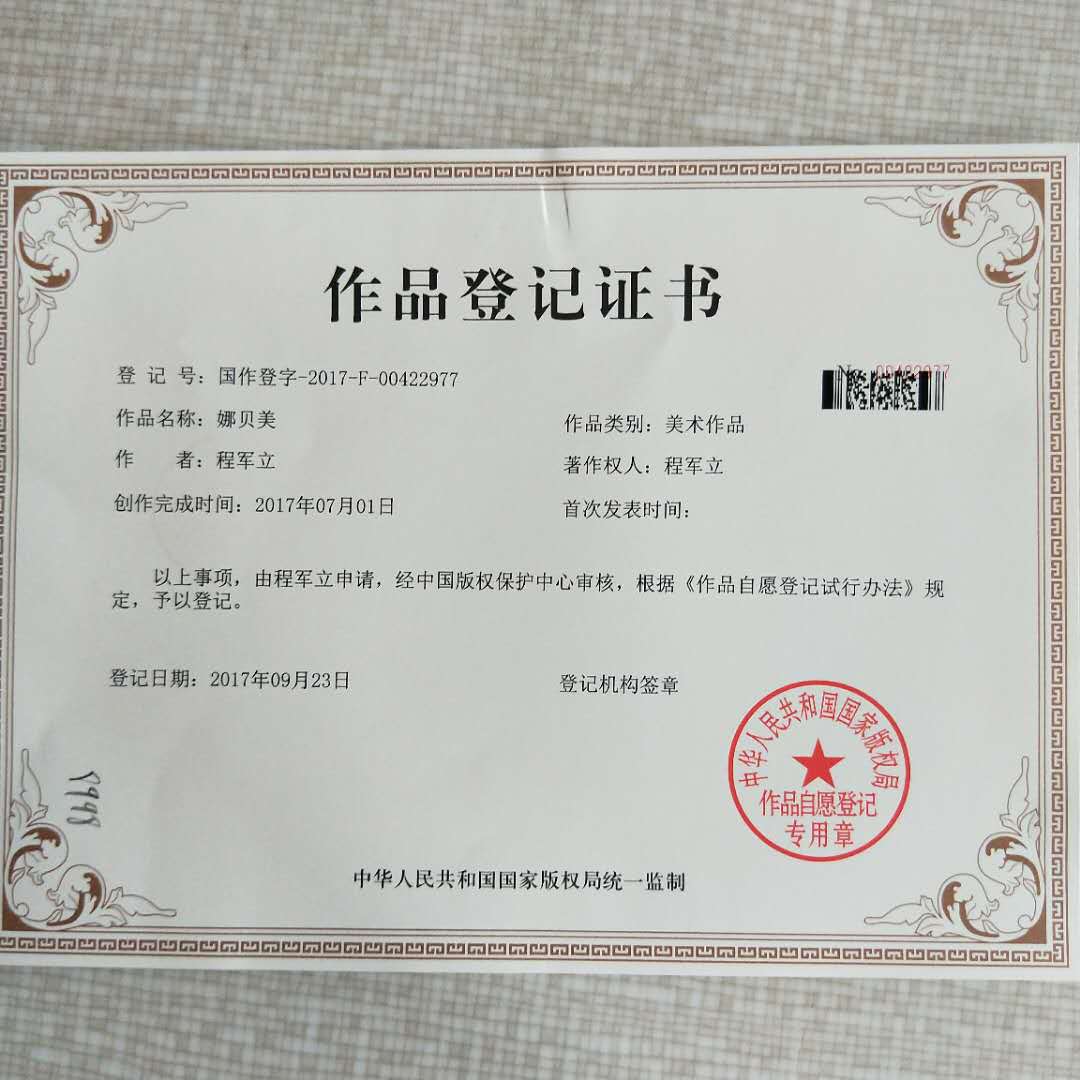 作品登记证书
登 记 号：国作登字-2017-F-00422977
作品名称：娜贝美
作品类别：美术作品
作 者：程军立
著作权人：程军立
创作完成时间：2017年07月01日
首次发表时间：
以上事项，由程军立申请，经中国版权保护中心审核，根据《作品自愿登记试行办法》规
定，予以登记。
登记日期：2017年09月23日
登记机构签章
中华人民共和国国家版权局
作品自愿登记
专用章
中华人民共和国国家版权局统一监制